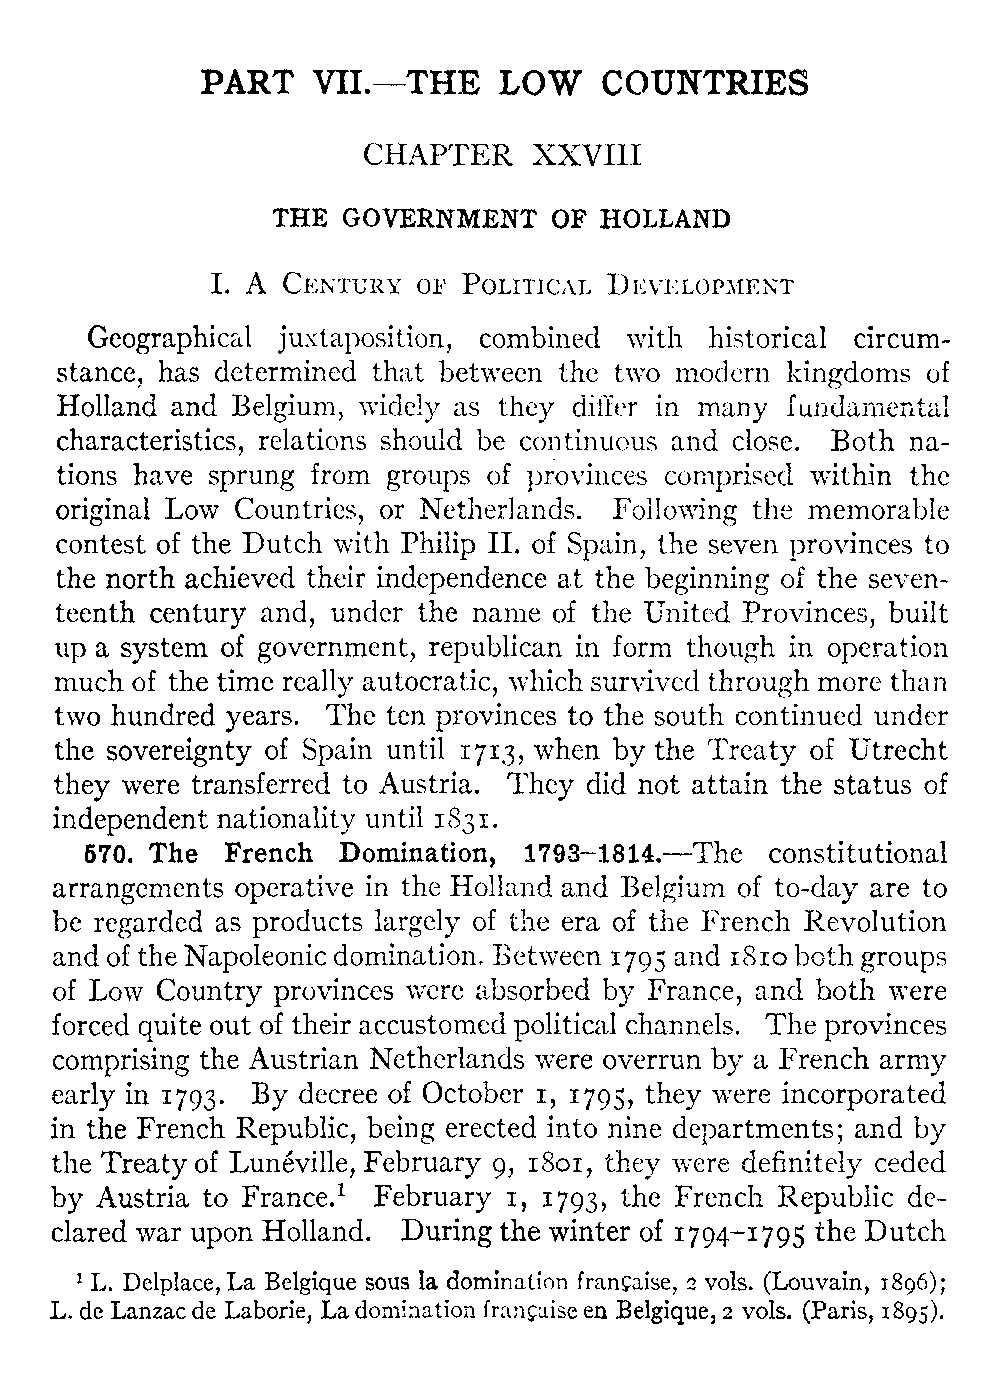 PART VII.—THE LOW COUNTRIES
CHAPTER XXVIII
THE GOVERNMENT OF HOLLAND
I. A Century of Political Development
Geographical juxtaposition, combined with historical circum-
stance, has determined that between the two modern kingdoms of
Holland and Belgium, widely as they differ in many fundamental
characteristics, relations should be continuous and close. Both na-
tions have sprung from groups of provinces comprised within the
original Low Countries, or Netherlands. Following the memorable
contest of the Dutch with Philip II. of Spain, the seven provinces to
the north achieved their independence at the beginning of the seven-
teenth century and, under the name of the United Provinces, built
up a system of government, republican in form though in operation
much of the time really autocratic, which survived through more than
two hundred years. The ten provinces to the south continued under
the sovereignty of Spain until 1713, when by the Treaty of Utrecht
they were transferred to Austria. They did not attain the status of
independent nationality until 1831.
570. The French Domination, 1793–1814.—The constitutional
arrangements operative in the Holland and Belgium of to-day are to
be regarded as products largely of the era of the French Revolution
and of the Napoleonic domination. Between 1795 and 1810 both groups
of Low Country provinces were absorbed by France, and both were
forced quite out of their accustomed political channels. The provinces
comprising the Austrian Netherlands were overrun by a French army
early in 1793. By decree of October 1, 1795, they were incorporated
in the French Republic, being erected into nine departments; and by
the Treaty of Lunéville, February 9, 1801, they were definitely ceded
by Austria to France.¹ February 1, 1793, the French Republic de-
clared war upon Holland. During the winter of 1794–1795 the Dutch
¹ L. Delplace, La Belgique sous la domination française, 2 vols. (Louvain, 1896);
L. de Lanzac de Laborie, La domination française en Belgique, 2 vols. (Paris, 1895).